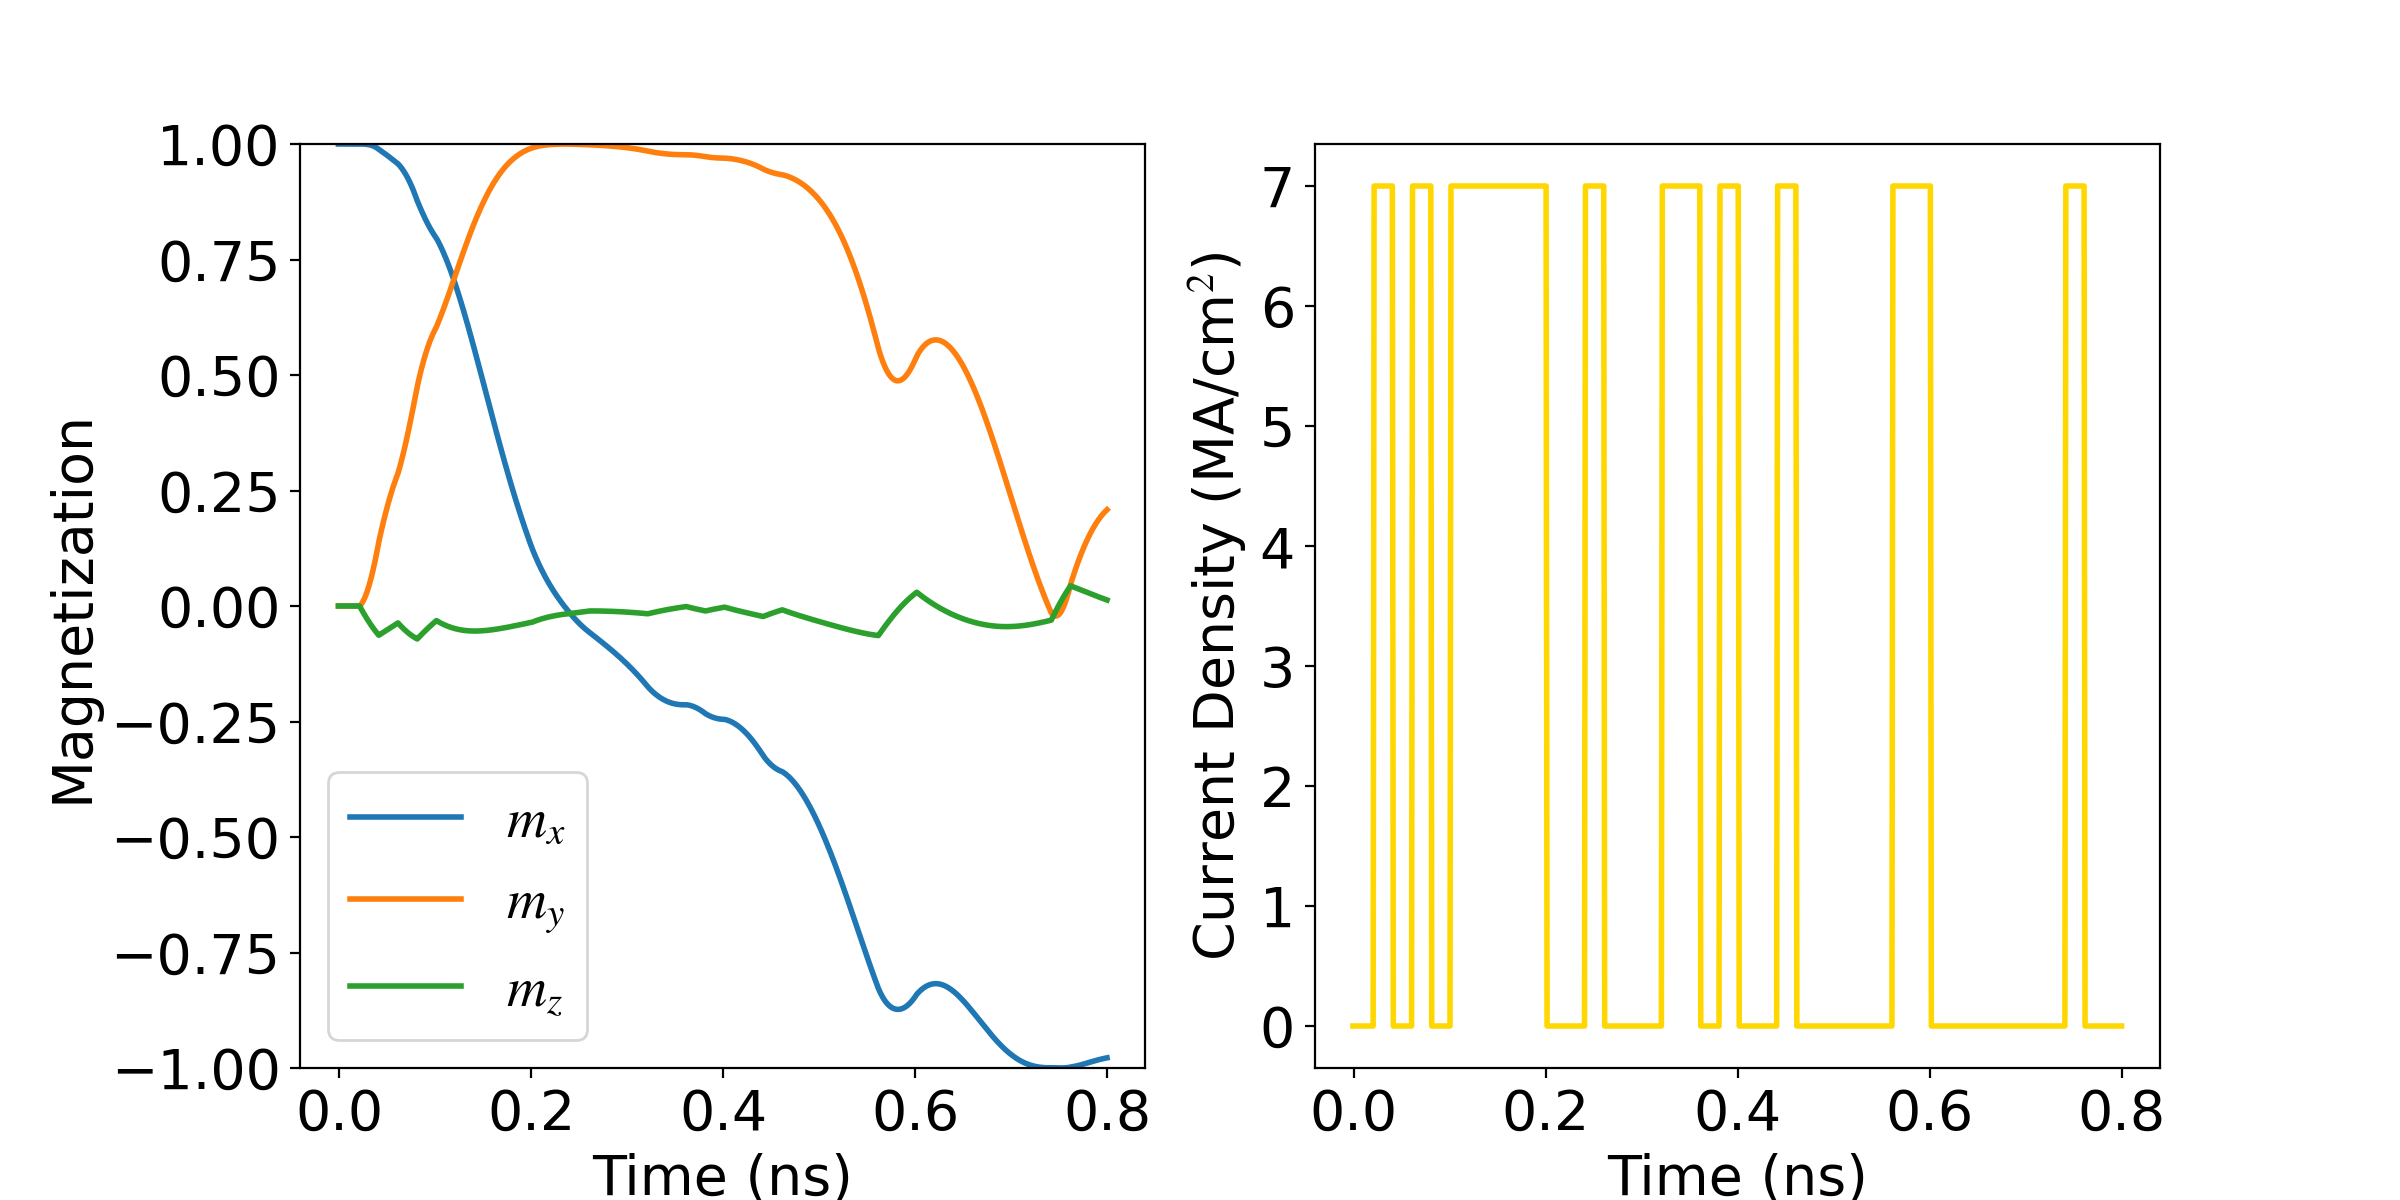 Magnetization
1.00
0.75
0.50
0.25
0.00
−0.25
−0.50
−0.75
−1.00
m_x
m_y
m_z
0.0 0.2 0.4 0.6 0.8
Time (ns)
Current Density (MA/cm²)
7
6
5
4
3
2
1
0
0.0 0.2 0.4 0.6 0.8
Time (ns)